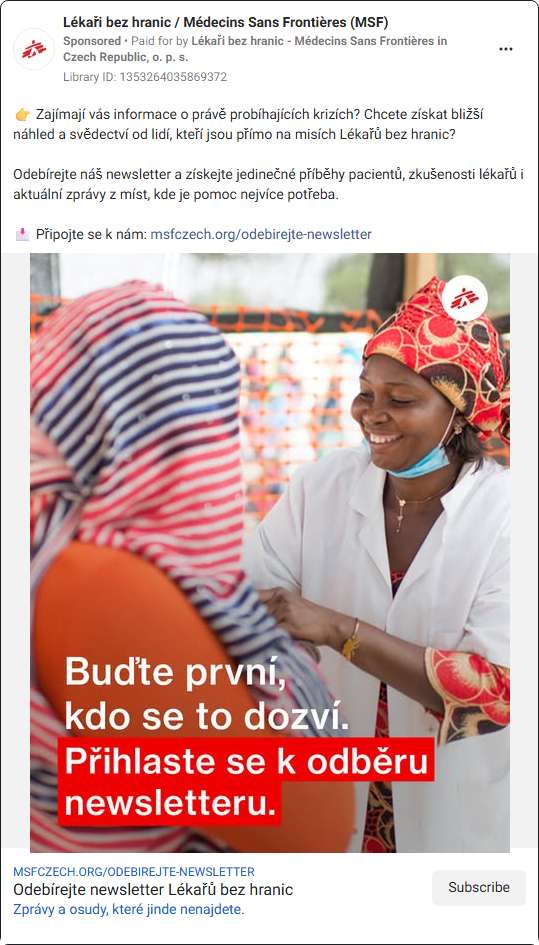 Lékaři bez hranic / Médecins Sans Frontières (MSF)
Sponsored • Paid for by Lékaři bez hranic - Médecins Sans Frontières in
Czech Republic, o. p. s.
Library ID: 1353264035869372
👉 Zajímají vás informace o právě probíhajících krizích? Chcete získat bližší
náhled a svědectví od lidí, kteří jsou přímo na misích Lékařů bez hranic?
Odebírejte náš newsletter a získejte jedinečné příběhy pacientů, zkušenosti lékařů i
aktuální zprávy z míst, kde je pomoc nejvíce potřeba.
📩 Připojte se k nám: msfczech.org/odebirejte-newsletter
Buďte první,
kdo se to dozví.
Přihlaste se k odběru
newsletteru.
MSFCZECH.ORG/ODEBIREJTE-NEWSLETTER
Odebírejte newsletter Lékařů bez hranic
Zprávy a osudy, které jinde nenajdete.
Subscribe